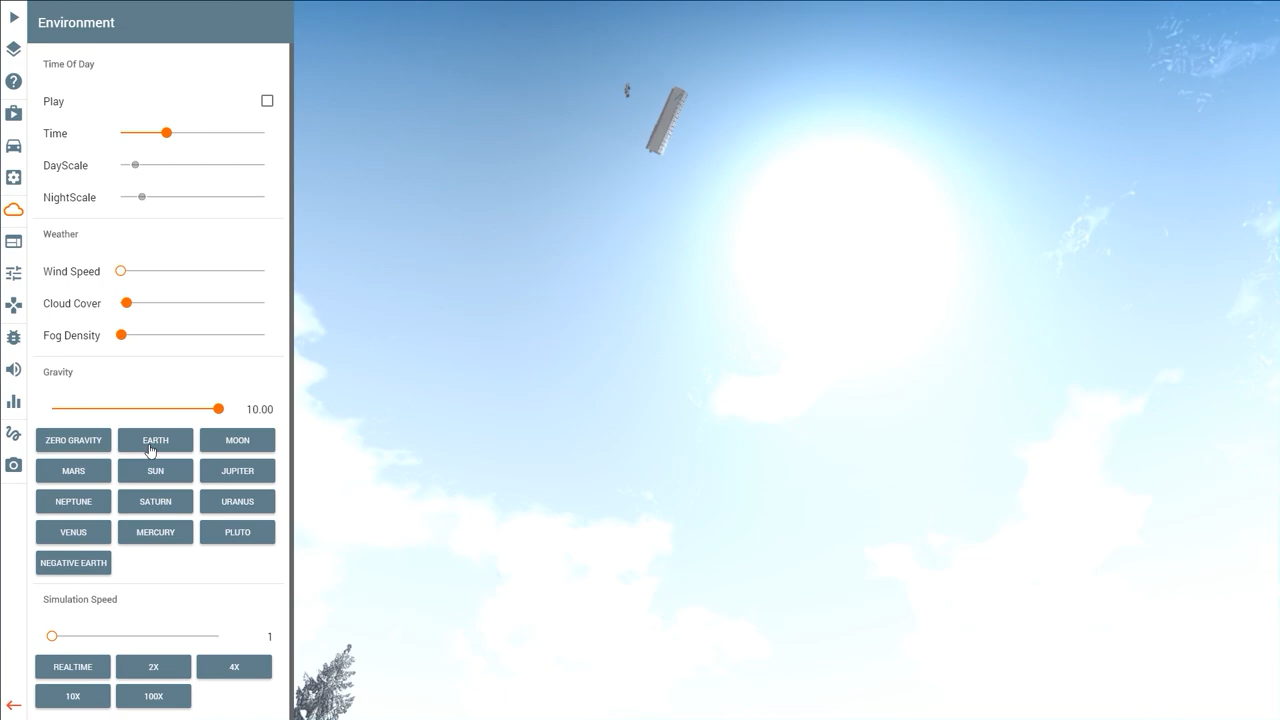 Environment
Time Of Day
Play
Time
DayScale
NightScale
Weather
Wind Speed
Cloud Cover
Fog Density
Gravity
10.00
ZERO GRAVITY EARTH MOON
MARS SUN JUPITER
NEPTUNE SATURN URANUS
VENUS MERCURY PLUTO
NEGATIVE EARTH
Simulation Speed
1
REALTIME 2X 4X
10X 100X